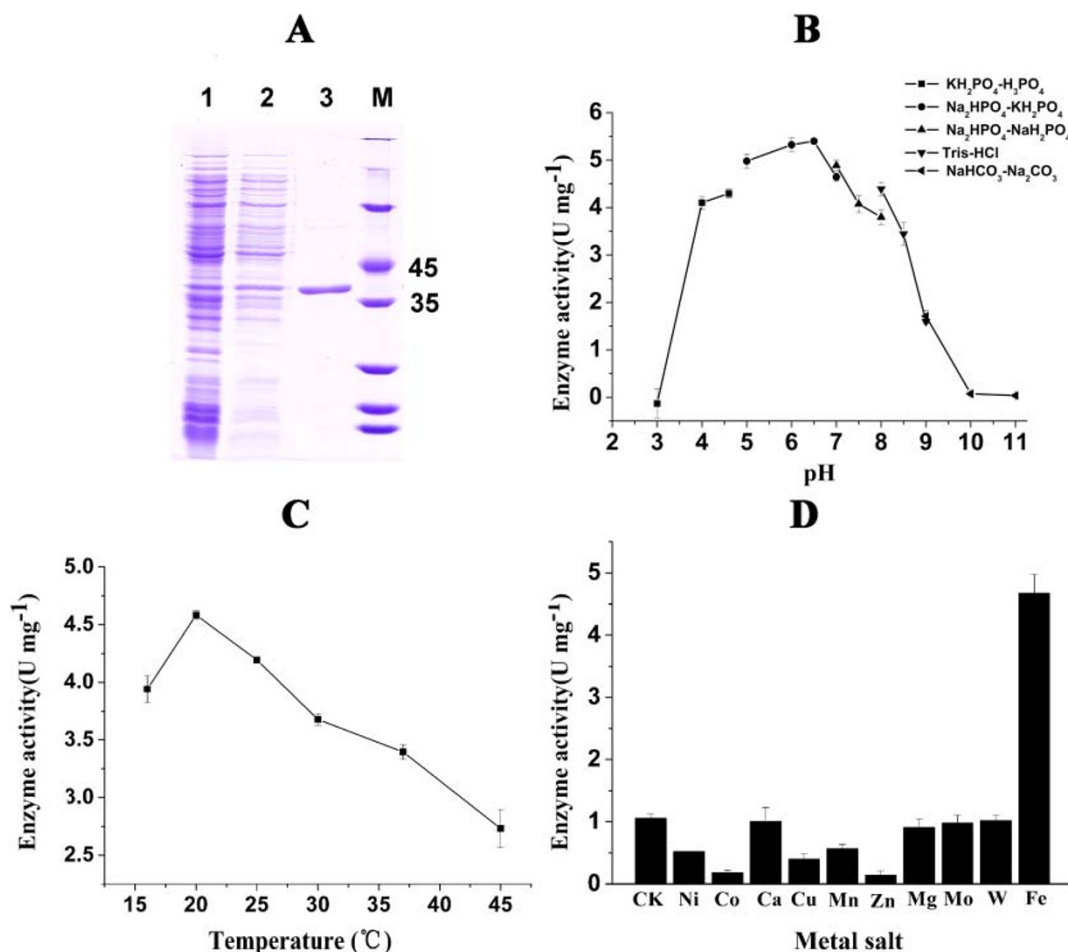 A
1 2 3 M
45
35
B
KH₂PO₄-H₃PO₄
Na₂HPO₄-KH₂PO₄
Na₂HPO₄-NaH₂PO₄
Tris-HCl
NaHCO₃-Na₂CO₃
Enzyme activity(U mg⁻¹)
6
5
4
3
2
1
0
2 3 4 5 6 7 8 9 10 11
pH
C
Enzyme activity(U mg⁻¹)
5.0
4.5
4.0
3.5
3.0
2.5
15 20 25 30 35 40 45
Temperature (℃)
D
Enzyme activity(U mg⁻¹)
5
4
3
2
1
0
CK Ni Co Ca Cu Mn Zn Mg Mo W Fe
Metal salt